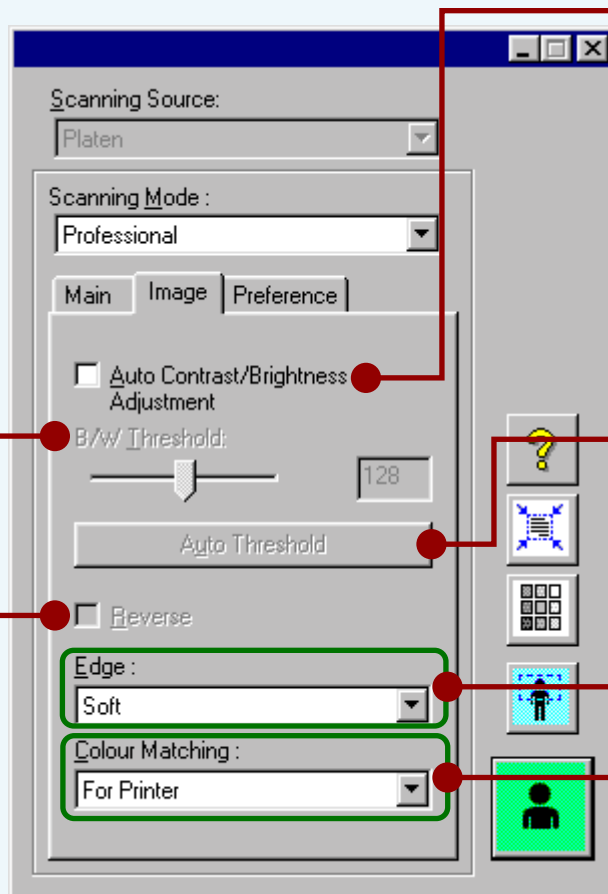 Scanning Source:
Platen
Scanning Mode :
Professional
Main Image Preference
Auto Contrast/Brightness
Adjustment
B/W Threshold:
128
Auto Threshold
Reverse
Edge :
Soft
Colour Matching :
For Printer